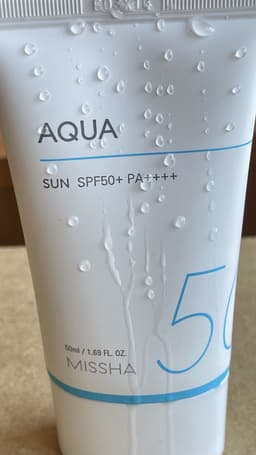 AQUA
SUN SPF50+ PA++++
50ml / 1.69 FL. OZ.
MISSHA